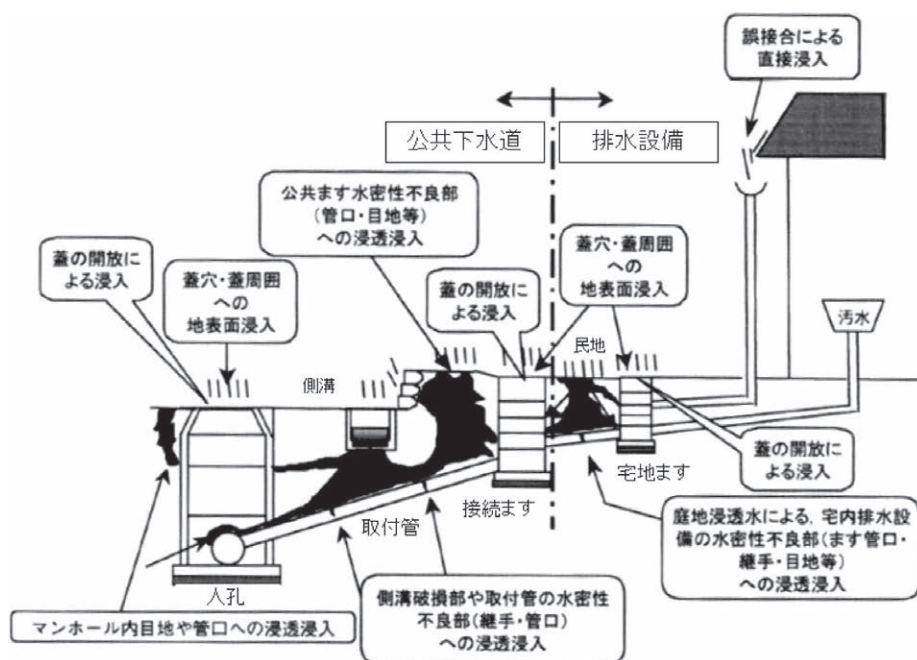 誤接合による
直接浸入
公共下水道
排水設備
公共ます水密性不良部
(管口・目地等)
への浸透浸入
蓋の開放に
よる浸入
蓋穴・蓋周囲
への
地表面浸入
蓋の開放に
よる浸入
蓋穴・蓋周囲
への
地表面浸入
汚水
民地
側溝
蓋の開放に
よる浸入
宅地ます
接続ます
取付管
人孔
庭地浸透水による、宅内排水設
備の水密性不良部(ます管口・
継手・目地等)
への浸透浸入
側溝破損部や取付管の水密性
不良部(継手・管口)
への浸透浸入
マンホール内目地や管口への浸透浸入